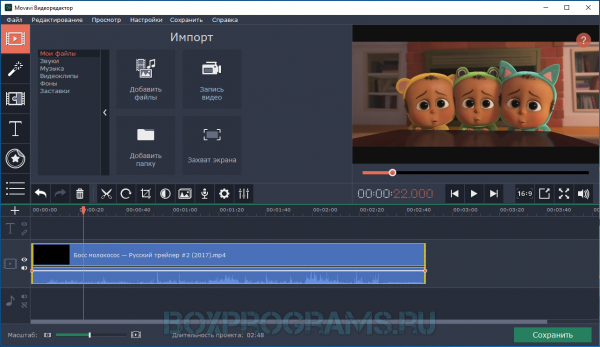 Movavi Видеоредактор
Файл Редактирование Просмотр Настройки Сохранить Справка
Импорт
Мои файлы
Звуки
Музыка
Видеоклипы
Фоны
Заставки
Добавить файлы
Запись видео
Добавить папку
Захват экрана
?
00:00:22.000
16:9
00:00:00 00:00:20 00:00:40 00:01:00 00:01:20 00:01:40 00:02:00 00:02:20 00:02:40 00:03:00 00:03:20 00:03:40
Босс молокосос — Русский трейлер #2 (2017).mp4
Масштаб:
Длительность проекта: 02:48
Сохранить
BOXPROGRAMS.RU